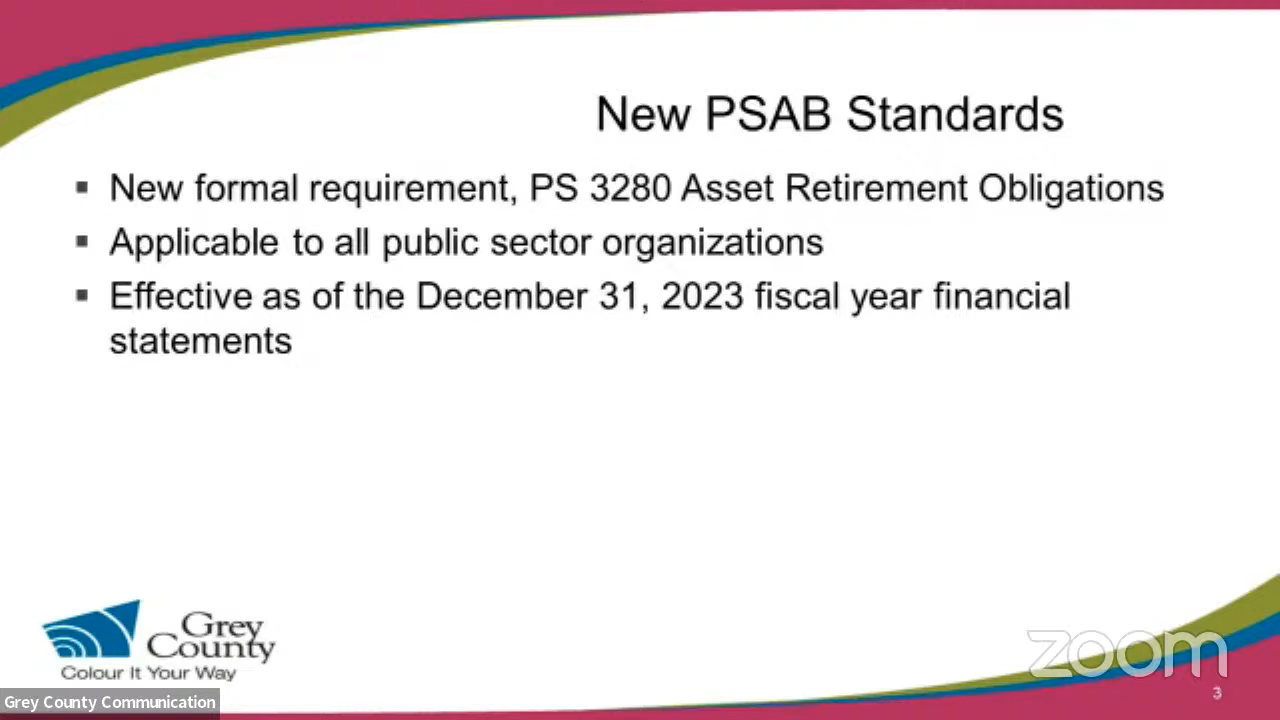 New PSAB Standards
▪ New formal requirement, PS 3280 Asset Retirement Obligations
▪ Applicable to all public sector organizations
▪ Effective as of the December 31, 2023 fiscal year financial
statements
Grey
County
Colour It Your Way
zoom
Grey County Communication
3